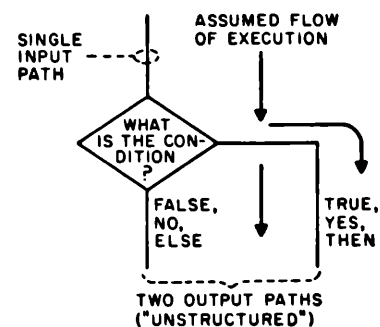 SINGLE
INPUT
PATH
ASSUMED FLOW
OF EXECUTION
WHAT
IS THE CON-
DITION
?
FALSE,
NO,
ELSE
TRUE,
YES,
THEN
TWO OUTPUT PATHS
("UNSTRUCTURED")